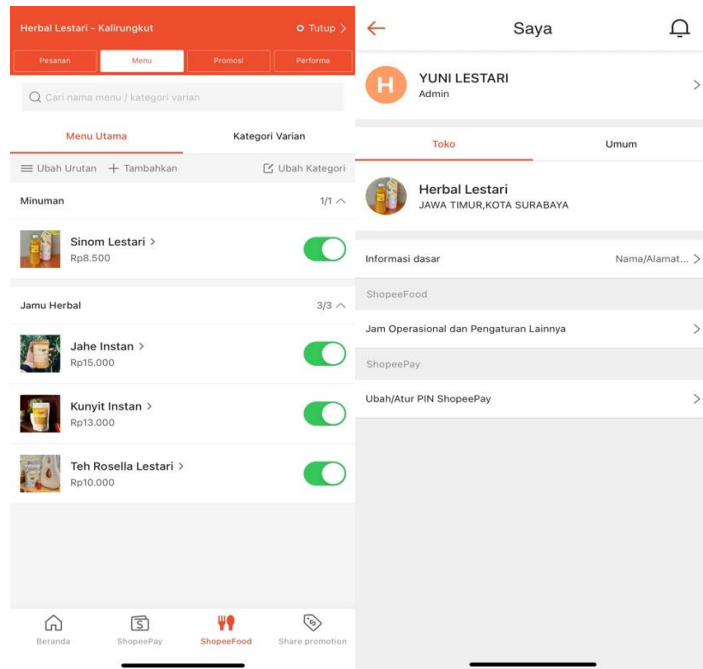 Herbal Lestari - Kalirungkut
Tutup >
Pesanan Menu Promosi Performa
Cari nama menu / kategori varian
Menu Utama Kategori Varian
Ubah Urutan + Tambahkan Ubah Kategori
Minuman 1/1
Sinom Lestari >
Rp8.500
Jamu Herbal 3/3
Jahe Instan >
Rp15.000
Kunyit Instan >
Rp13.000
Teh Rosella Lestari >
Rp10.000
Beranda ShopeePay ShopeeFood Share promotion
Saya
H
YUNI LESTARI
Admin
Toko Umum
Herbal Lestari
JAWA TIMUR,KOTA SURABAYA
Informasi dasar Nama/Alamat... >
ShopeeFood
Jam Operasional dan Pengaturan Lainnya >
ShopeePay
Ubah/Atur PIN ShopeePay >